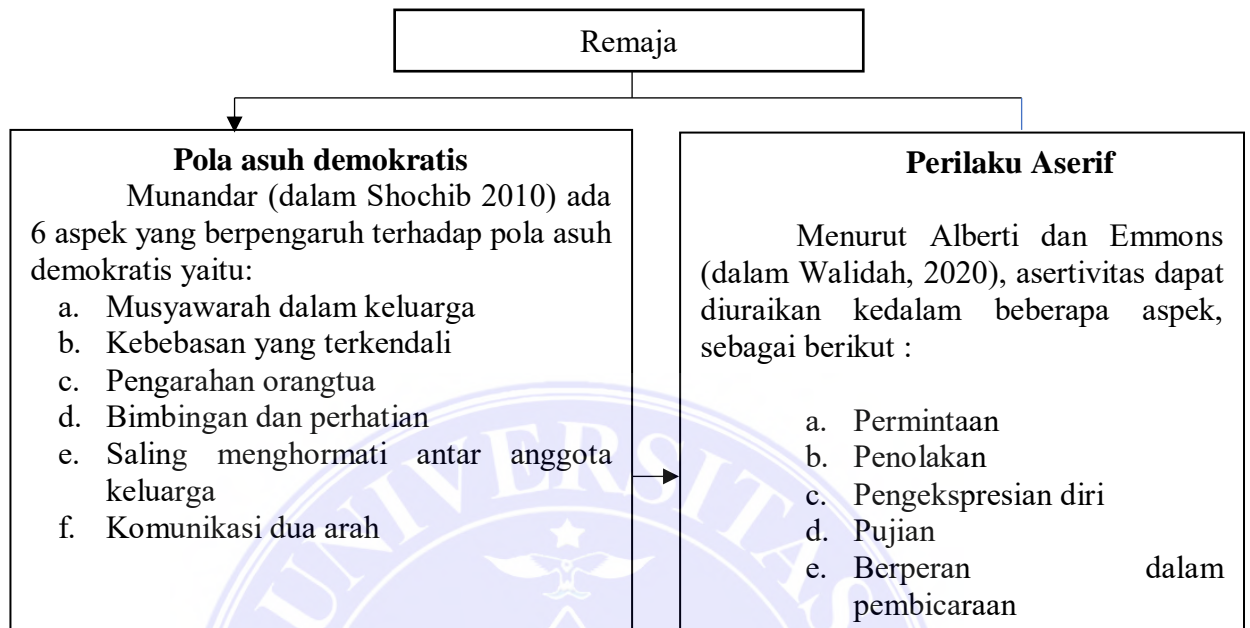 Remaja
Pola asuh demokratis
Munandar (dalam Shochib 2010) ada
6 aspek yang berpengaruh terhadap pola asuh
demokratis yaitu:
a. Musyawarah dalam keluarga
b. Kebebasan yang terkendali
c. Pengarahan orangtua
d. Bimbingan dan perhatian
e. Saling menghormati antar anggota
keluarga
f. Komunikasi dua arah
Perilaku Aserif
Menurut Alberti dan Emmons
(dalam Walidah, 2020), asertivitas dapat
diuraikan kedalam beberapa aspek,
sebagai berikut :
a. Permintaan
b. Penolakan
c. Pengekspresian diri
d. Pujian
e. Berperan dalam
pembicaraan
UNIVERSITAS